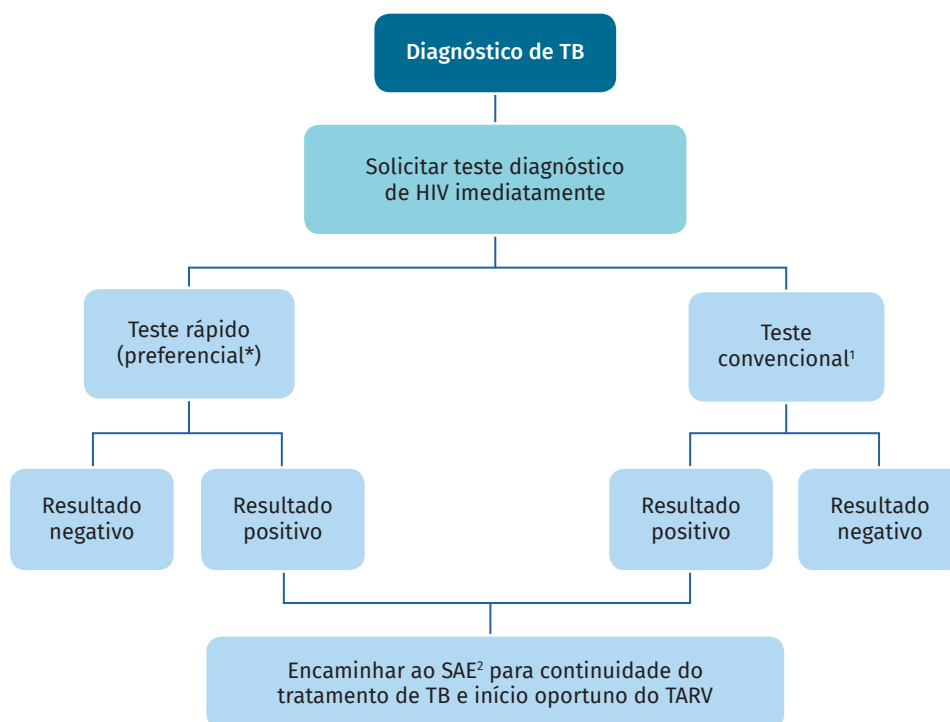 Diagnóstico de TB
Solicitar teste diagnóstico
de HIV imediatamente
Teste rápido
(preferencial*)
Teste
convencional¹
Resultado
negativo
Resultado
positivo
Resultado
positivo
Resultado
negativo
Encaminhar ao SAE² para continuidade do
tratamento de TB e início oportuno do TARV